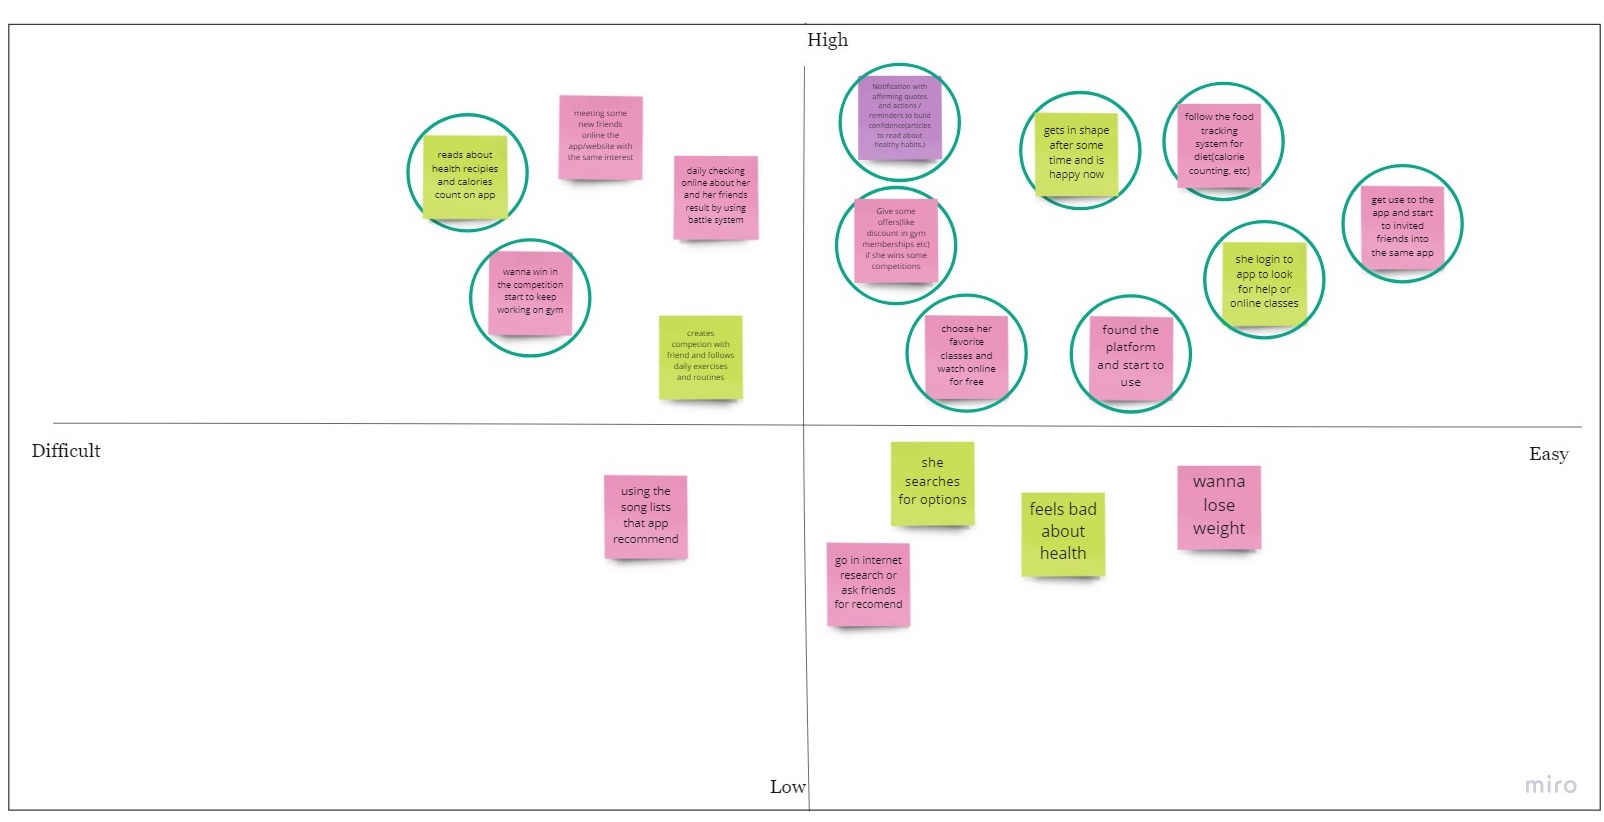 High
Notification with
affirming quotes
and actions /
reminders to build
confidence(articles
to read about
healthy habits,)
gets in shape
after some
time and is
happy now
follow the food
tracking
system for
diet(calorie
counting, etc)
meeting some
new friends
online the
app/website with
the same interest
reads about
health recipies
and calories
count on app
daily checking
online about her
and her friends
result by using
battle system
Give some
offers(like
discount in gym
memberships etc)
if she wins some
competitions
get use to the
app and start
to invited
friends into
the same app
wanna win in
the competition
start to keep
working on gym
she login to
app to look
for help or
online classes
creates
competion with
friend and follows
daily exercises
and routines
choose her
favorite
classes and
watch online
for free
found the
platform
and start to
use
Difficult
Easy
using the
song lists
that app
recommend
she
searches
for options
feels bad
about
health
wanna
lose
weight
go in internet
research or
ask friends
for recomend
Low
miro